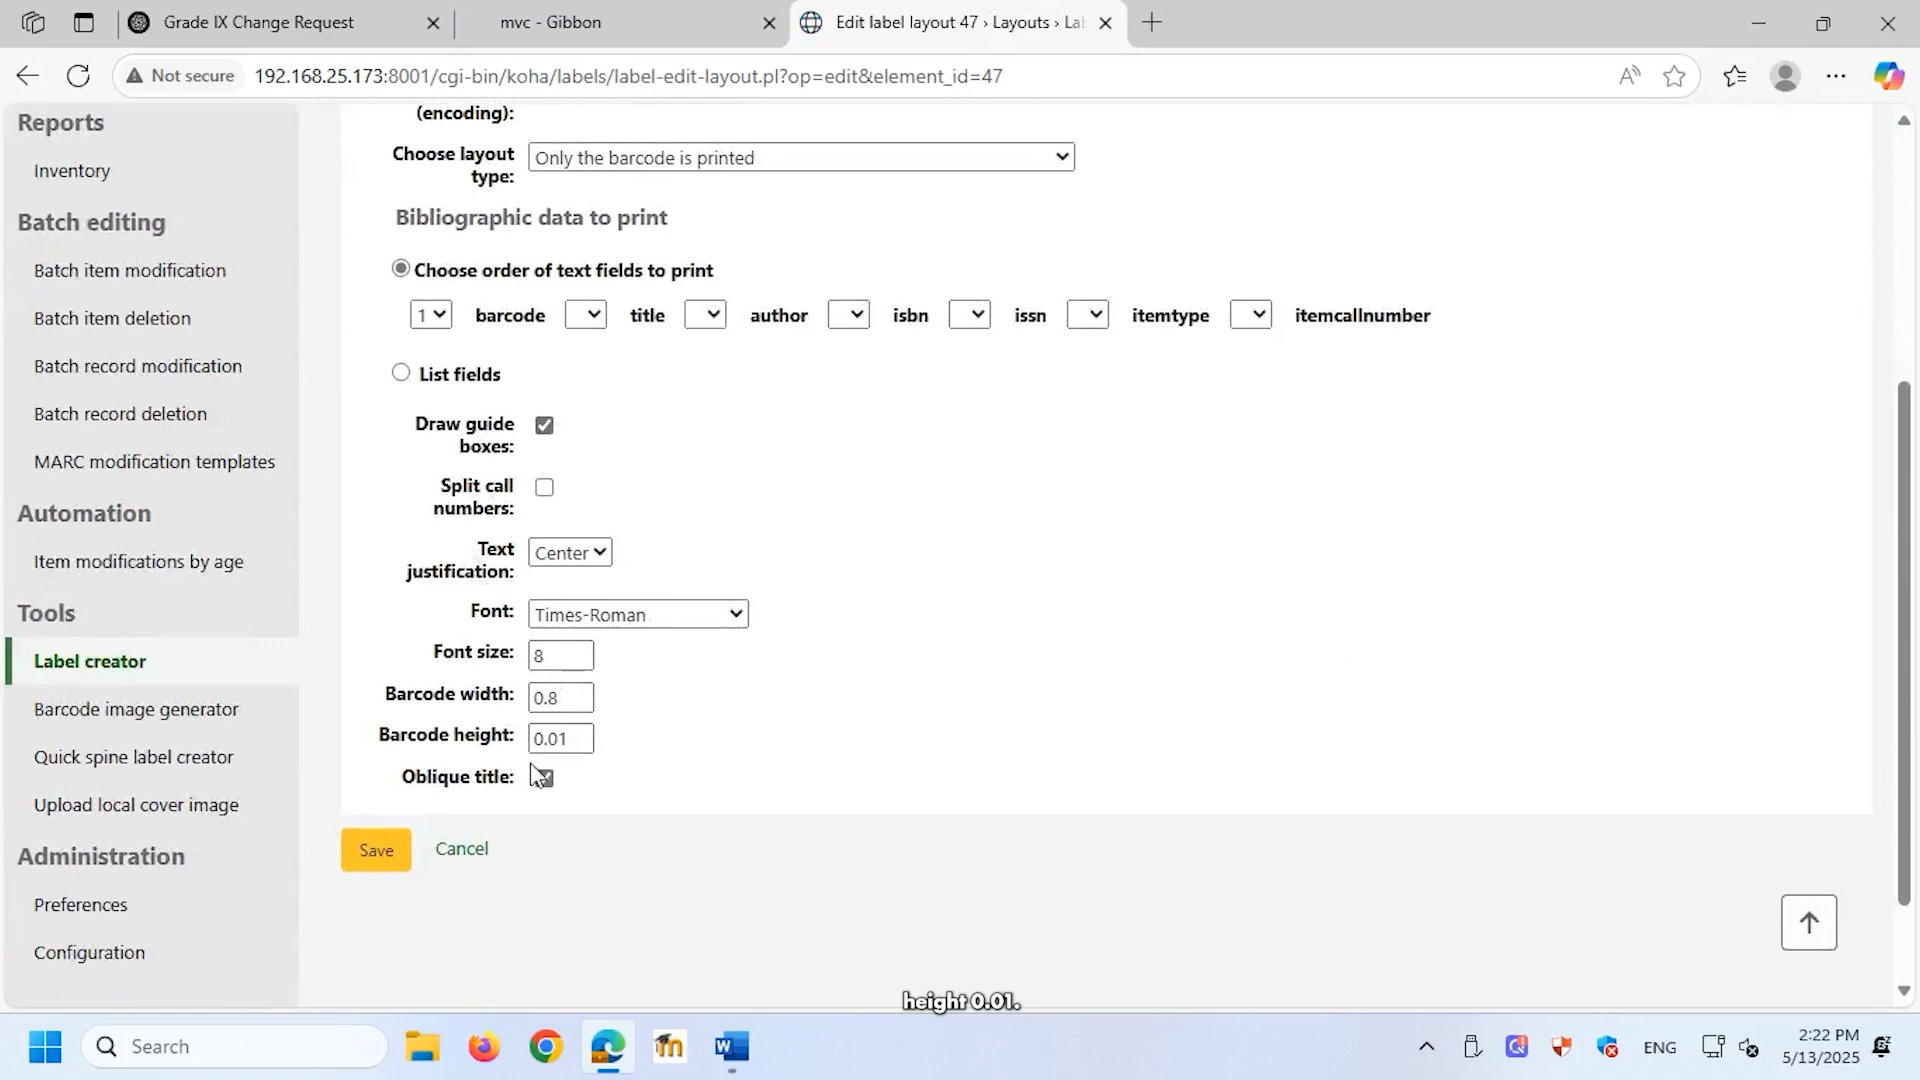 Grade IX Change Request
mvc - Gibbon
Edit label layout 47 › Layouts › Lab
Not secure
192.168.25.173:8001/cgi-bin/koha/labels/label-edit-layout.pl?op=edit&element_id=47
Reports
Inventory
Batch editing
Batch item modification
Batch item deletion
Batch record modification
Batch record deletion
MARC modification templates
Automation
Item modifications by age
Tools
Label creator
Barcode image generator
Quick spine label creator
Upload local cover image
Administration
Preferences
Configuration
(encoding):
Choose layout
type:
Only the barcode is printed
Bibliographic data to print
Choose order of text fields to print
1 barcode title author isbn issn itemtype itemcallnumber
List fields
Draw guide
boxes:
Split call
numbers:
Text
justification:
Center
Font:
Times-Roman
Font size:
8
Barcode width:
0.8
Barcode height:
0.01
Oblique title:
Save
Cancel
height 0.01.
Search
ENG
2:22 PM
5/13/2025